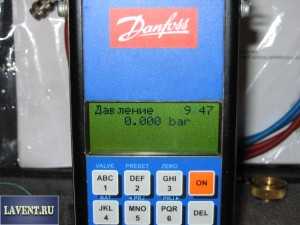 Danfoss
Давление 9 47
0.000 bar
VALVE PRESET ZERO
ABC DEF GHI ON
1 2 3
JKL MNO PQR DEL
4 5 6
LAVENT.RU